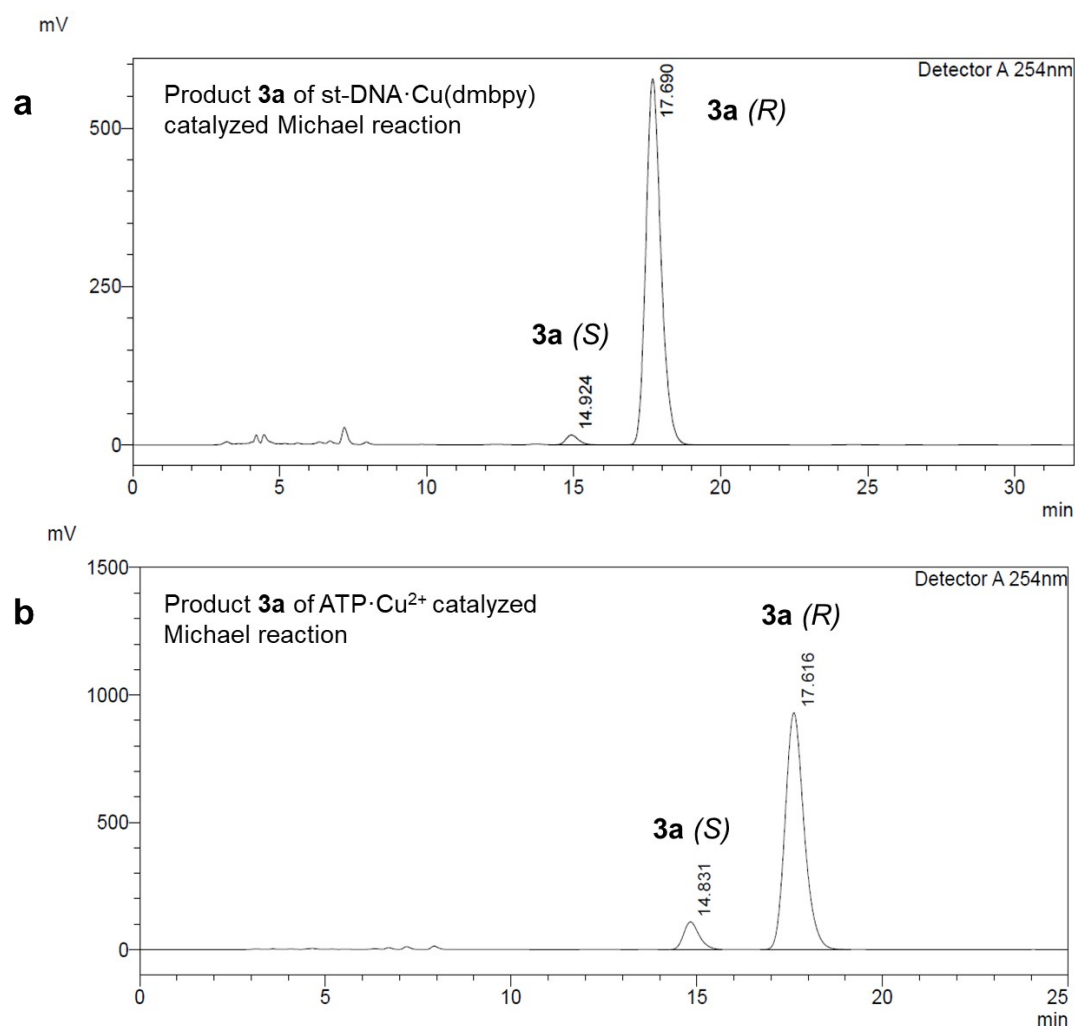 mV
a
Detector A 254nm
Product 3a of st-DNA·Cu(dmbpy)
catalyzed Michael reaction
17.690
3a (R)
500
250
3a (S)
14.924
0
0 5 10 15 20 25 30
min
mV
1500
Detector A 254nm
b
Product 3a of ATP·Cu²⁺ catalyzed
Michael reaction
3a (R)
17.616
1000
500
3a (S)
14.831
0
0 5 10 15 20 25
min